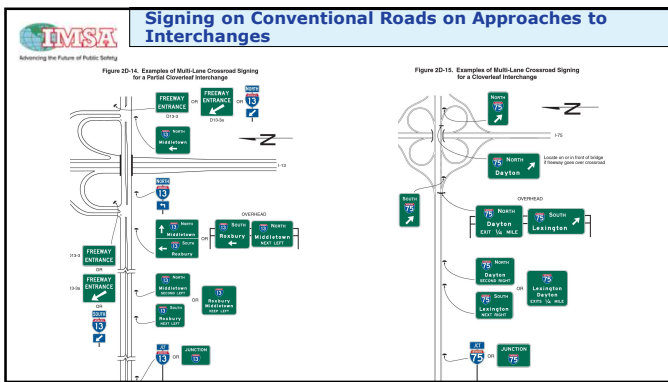 IMSA
Advancing the Future of Public Safety
Signing on Conventional Roads on Approaches to
Interchanges
Figure 2D-14. Examples of Multi-Lane Crossroad Signing
for a Partial Cloverleaf Interchange
FREEWAY
ENTRANCE
D13-3
OR
FREEWAY
ENTRANCE
D13-3a
OR
NORTH
13
13 NORTH
Middletown
N
I-13
NORTH
13
13 NORTH
Middletown
13 SOUTH
Roxbury
OR
OVERHEAD
13 SOUTH
Roxbury
13 NORTH
Middletown
NEXT LEFT
J13-3
FREEWAY
ENTRANCE
OR
13-3a
FREEWAY
ENTRANCE
OR
SOUTH
13
13 NORTH
Middletown
SECOND LEFT
13 SOUTH
Roxbury
NEXT LEFT
OR
13
Roxbury
Middletown
KEEP LEFT
JCT
13
OR
JUNCTION
13
Figure 2D-15. Examples of Multi-Lane Crossroad Signing
for a Cloverleaf Interchange
NORTH
75
N
I-75
75 NORTH
Dayton
Locate on or in front of bridge
if freeway goes over crossroad
SOUTH
75
OVERHEAD
75 NORTH
Dayton
EXIT ¼ MILE
75 SOUTH
Lexington
75 NORTH
Dayton
SECOND RIGHT
75 SOUTH
Lexington
NEXT RIGHT
OR
75
Lexington
Dayton
EXITS ¼ MILE
JCT
75
OR
JUNCTION
75